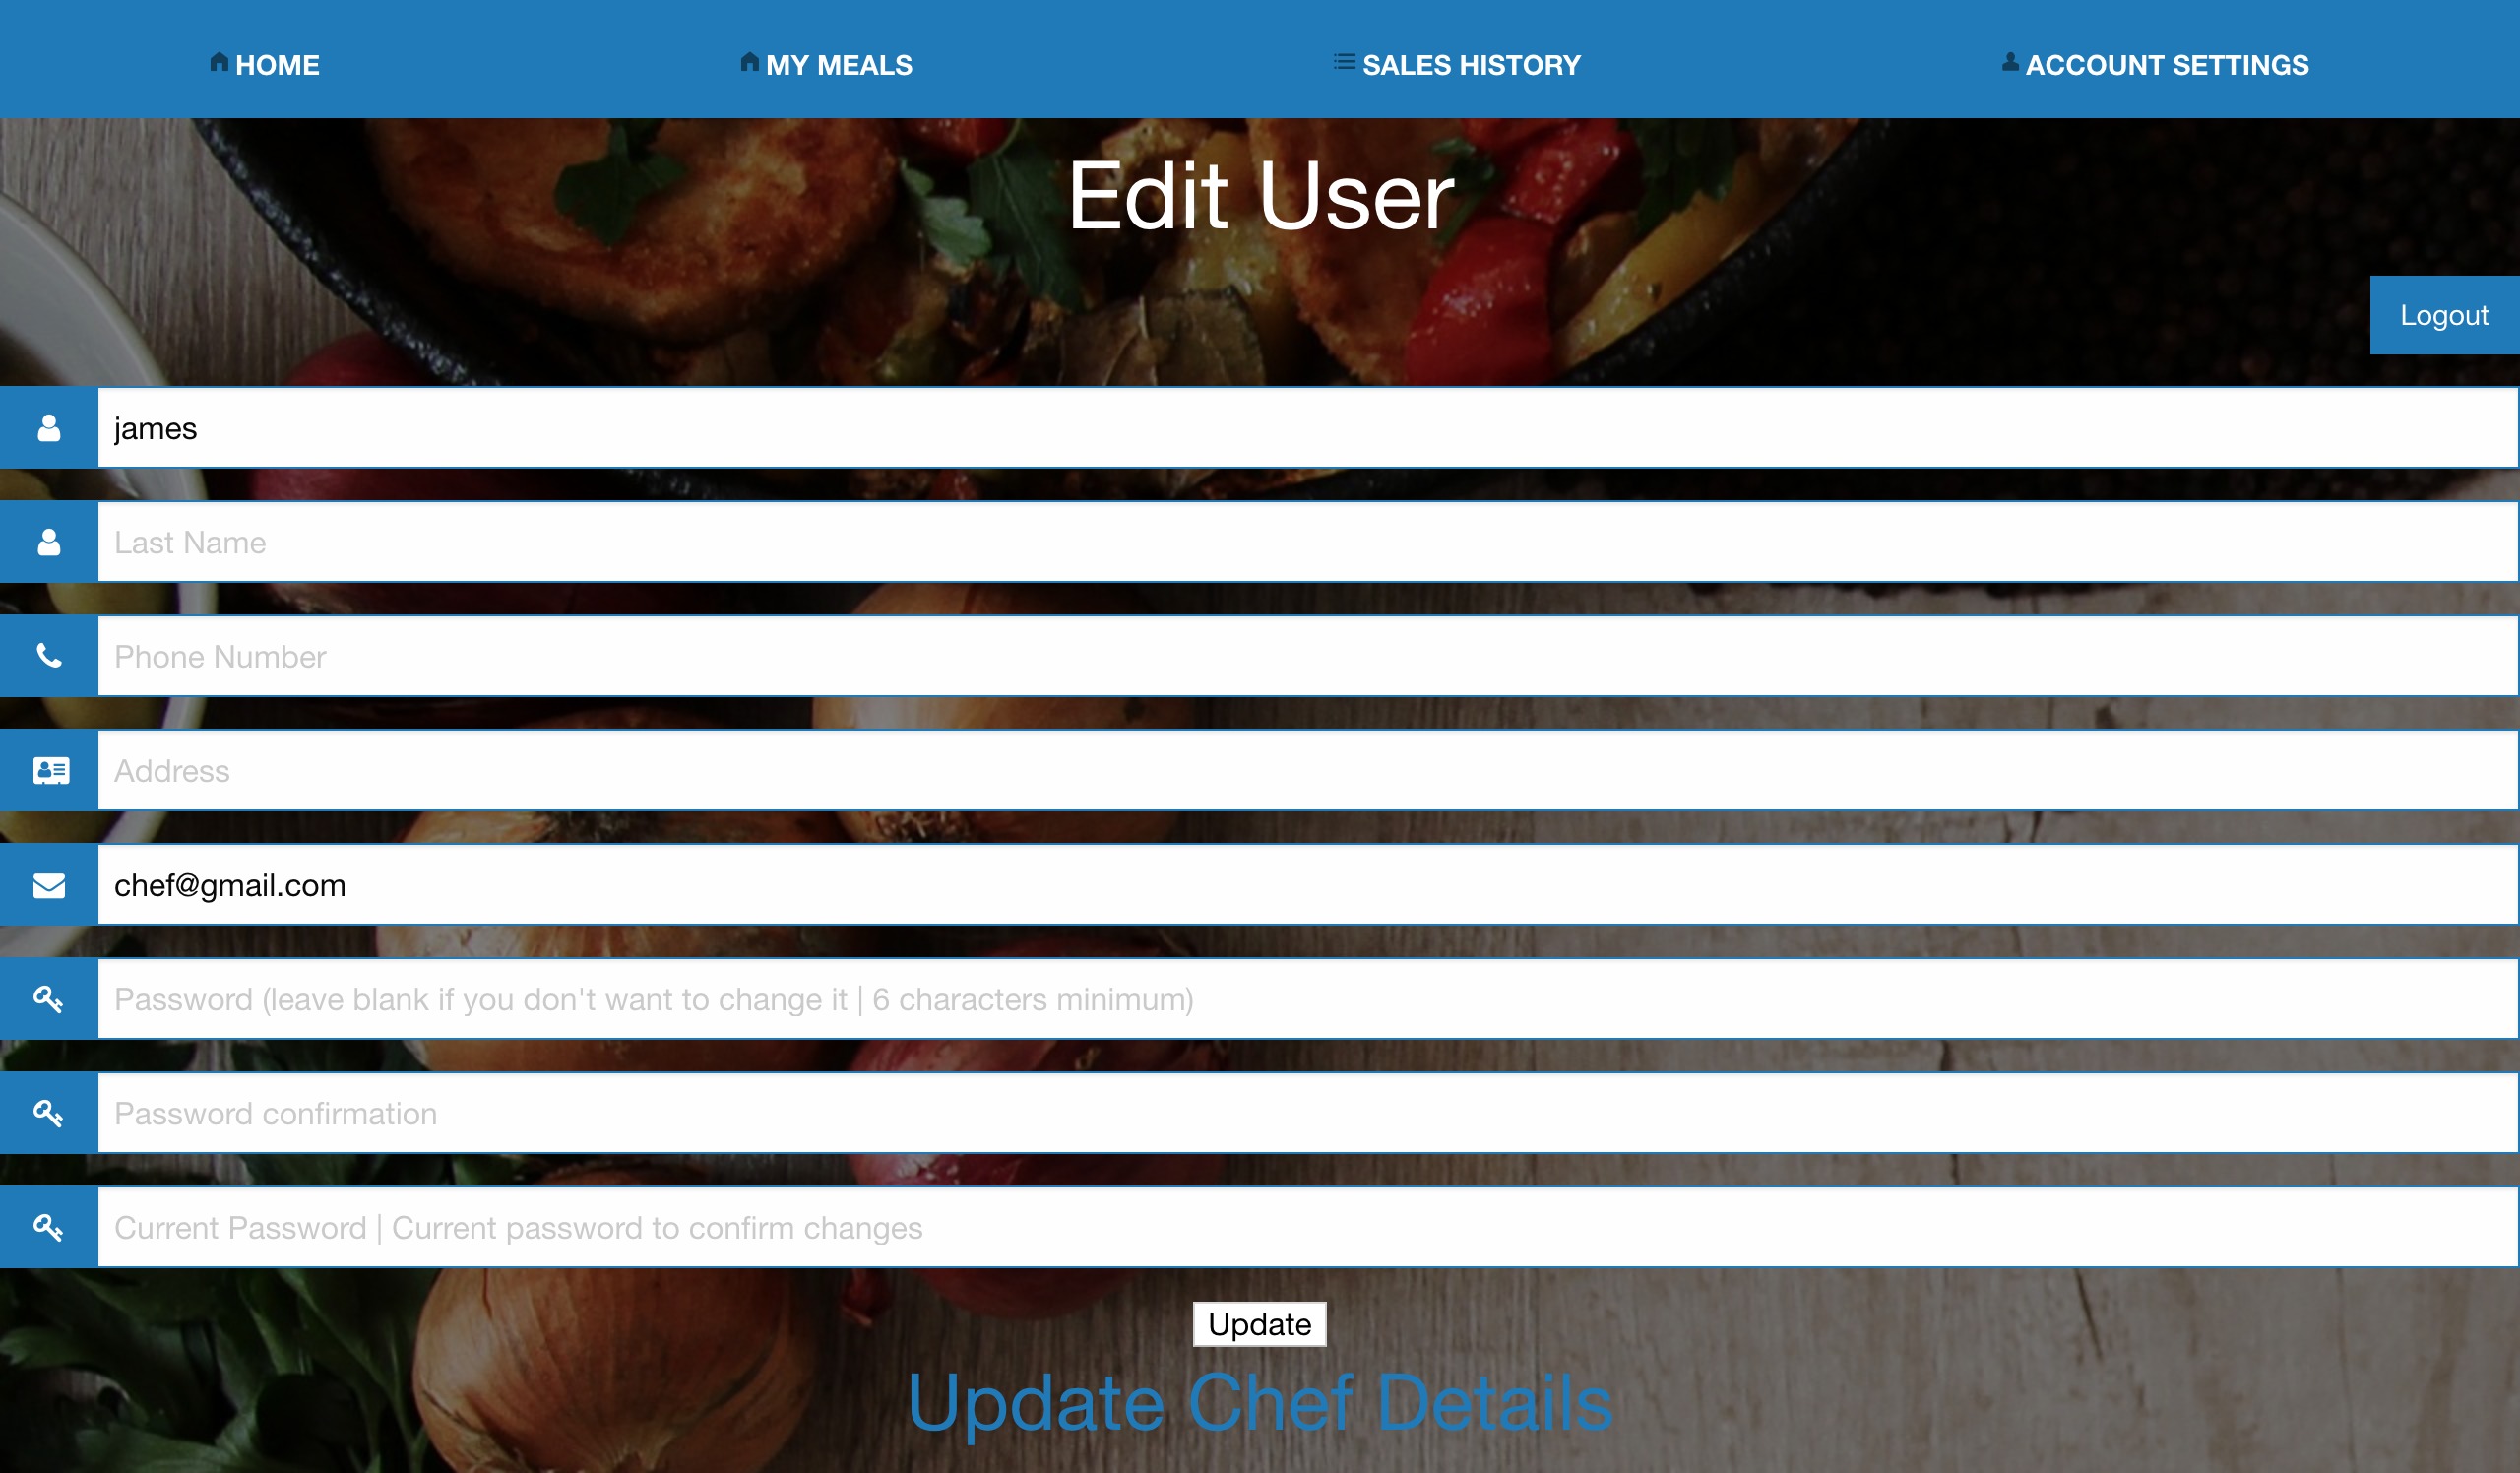 HOME MY MEALS SALES HISTORY ACCOUNT SETTINGS
Edit User
Logout
james
Last Name
Phone Number
Address
chef@gmail.com
Password (leave blank if you don't want to change it | 6 characters minimum)
Password confirmation
Current Password | Current password to confirm changes
Update
Update Chef Details